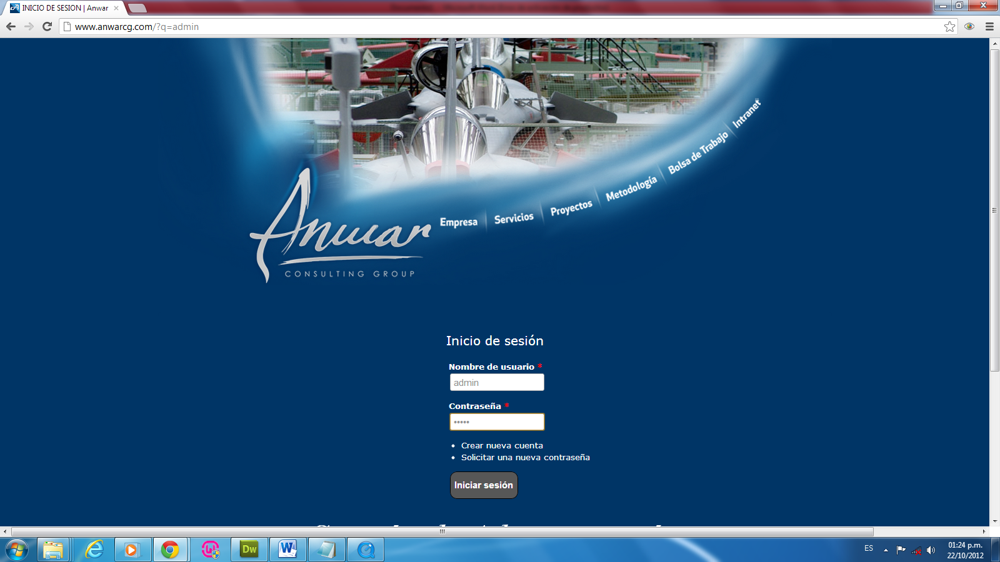 INICIO DE SESION | Anwar
www.anwarcg.com/?q=admin
Intranet
Bolsa de Trabajo
Metodología
Proyectos
Servicios
Empresa
Anwar
CONSULTING GROUP
Inicio de sesión
Nombre de usuario *
admin
Contraseña *
•••••
• Crear nueva cuenta
• Solicitar una nueva contraseña
Iniciar sesión
Dw
W
ES
01:24 p.m.
22/10/2012